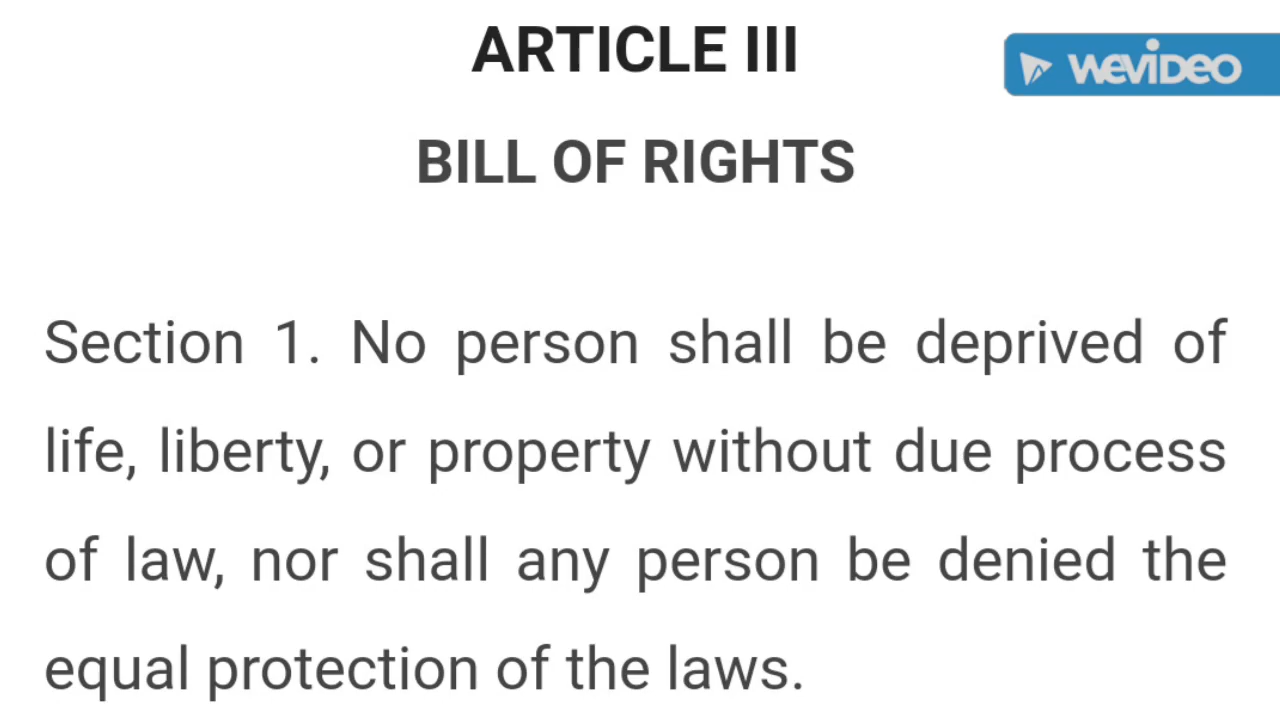 ARTICLE III
WEVIDEO
BILL OF RIGHTS
Section 1. No person shall be deprived of
life, liberty, or property without due process
of law, nor shall any person be denied the
equal protection of the laws.